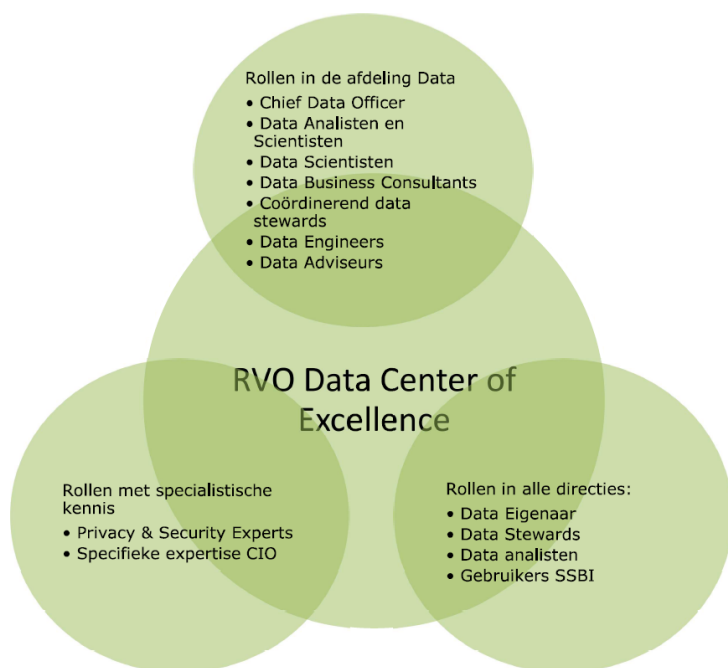 Rollen in de afdeling Data
• Chief Data Officer
• Data Analisten en
Scientisten
• Data Scientisten
• Data Business Consultants
• Coördinerend data
stewards
• Data Engineers
• Data Adviseurs
RVO Data Center of
Excellence
Rollen met specialistische
kennis
• Privacy & Security Experts
• Specifieke expertise CIO
Rollen in alle directies:
• Data Eigenaar
• Data Stewards
• Data analisten
• Gebruikers SSBI